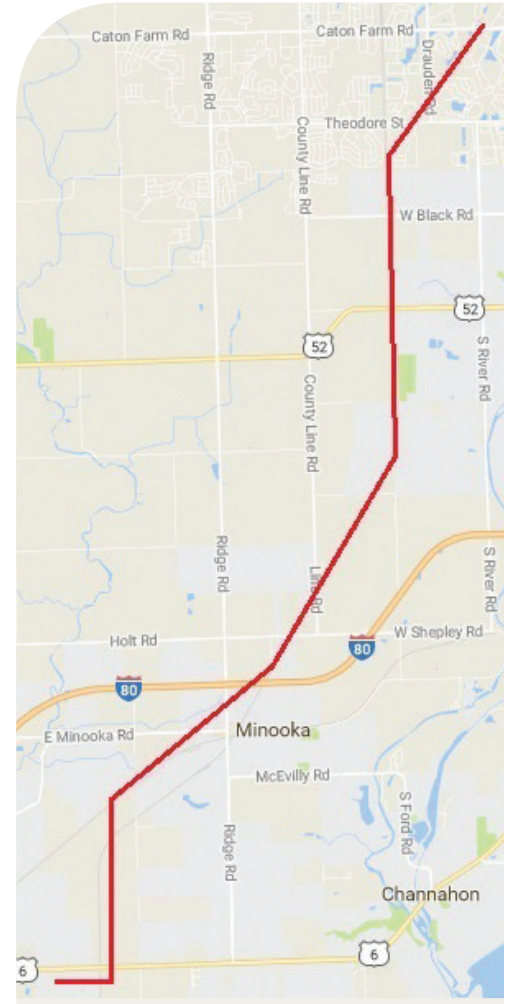 Caton Farm Rd
Caton Farm Rd
Ridge Rd
Drauden Rd
Theodore St
County Line Rd
W Black Rd
52
52
S River Rd
County Line Rd
Ridge Rd
S River Rd
Line Rd
W Shepley Rd
Holt Rd
80
80
E Minooka Rd
Minooka
McEvilly Rd
S Ford Rd
Ridge Rd
Channahon
6
6